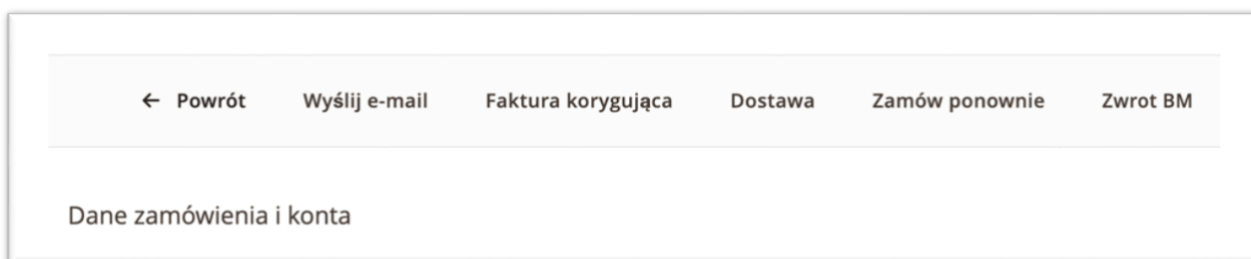 ← Powrót Wyślij e-mail Faktura korygująca Dostawa Zamów ponownie Zwrot BM
Dane zamówienia i konta